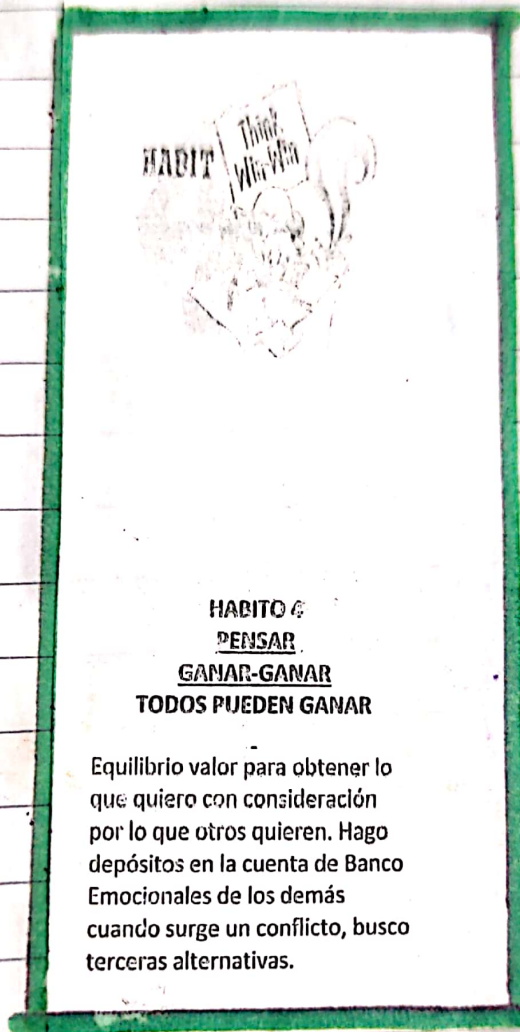 HABIT
Think
Win-Win
HABITO 4
PENSAR
GANAR-GANAR
TODOS PUEDEN GANAR
Equilibrio valor para obtener lo
que quiero con consideración
por lo que otros quieren. Hago
depósitos en la cuenta de Banco
Emocionales de los demás
cuando surge un conflicto, busco
terceras alternativas.